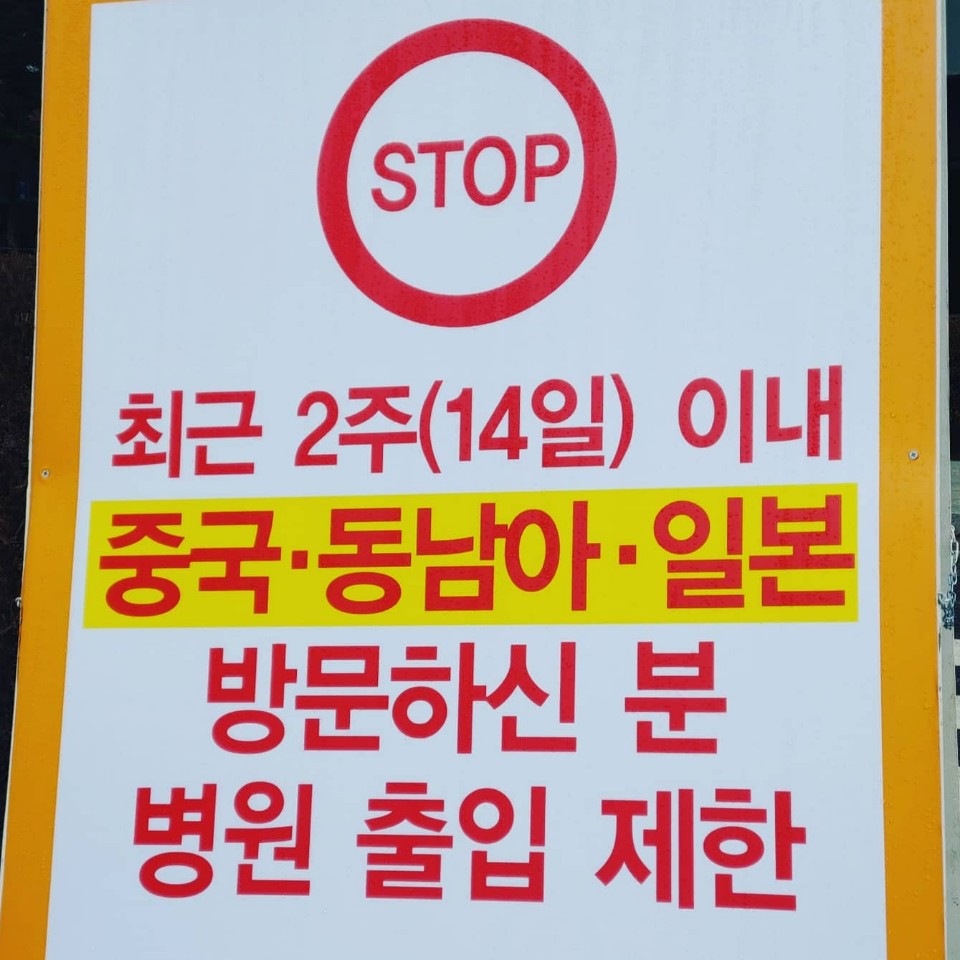 STOP
최근 2주(14일) 이내
중국·동남아·일본
방문하신 분
병원 출입 제한